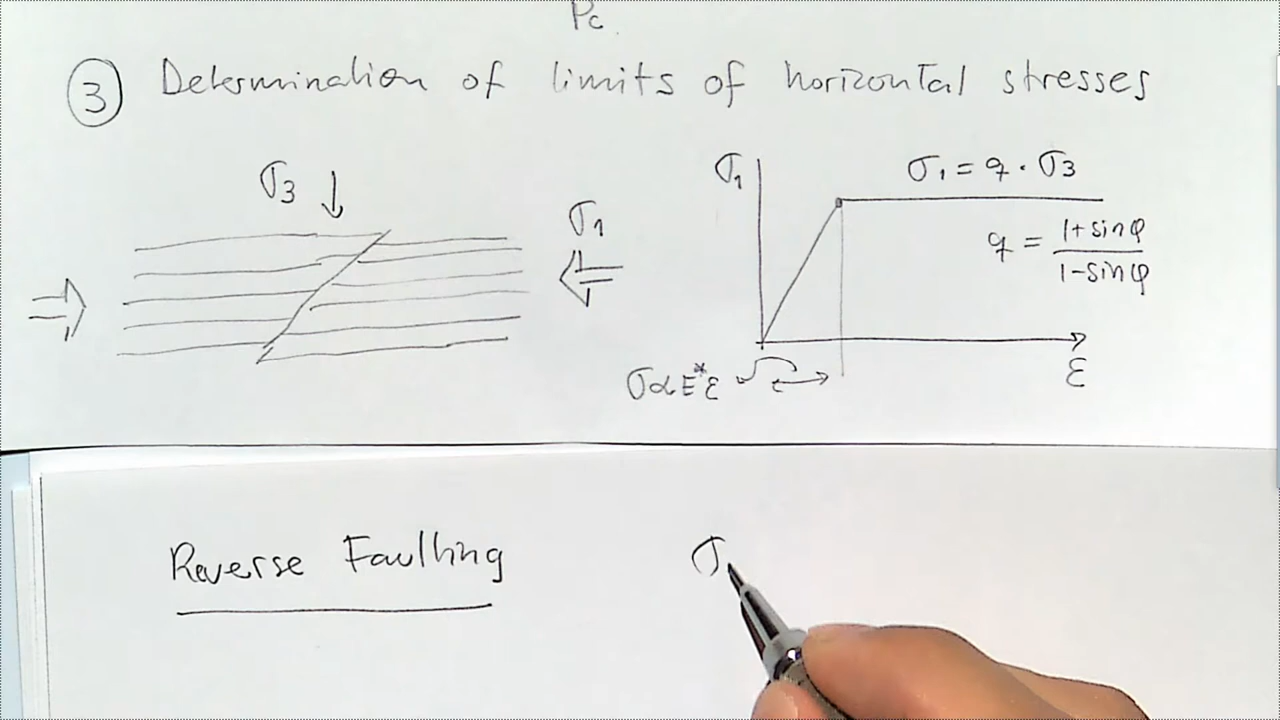 Pc
③ Determination of limits of horizontal stresses
σ3
σ1
σ1
σ1 = q · σ3
q = 1+sinφ / 1-sinφ
σ∝E*ε
ε
Reverse Faulting
σ